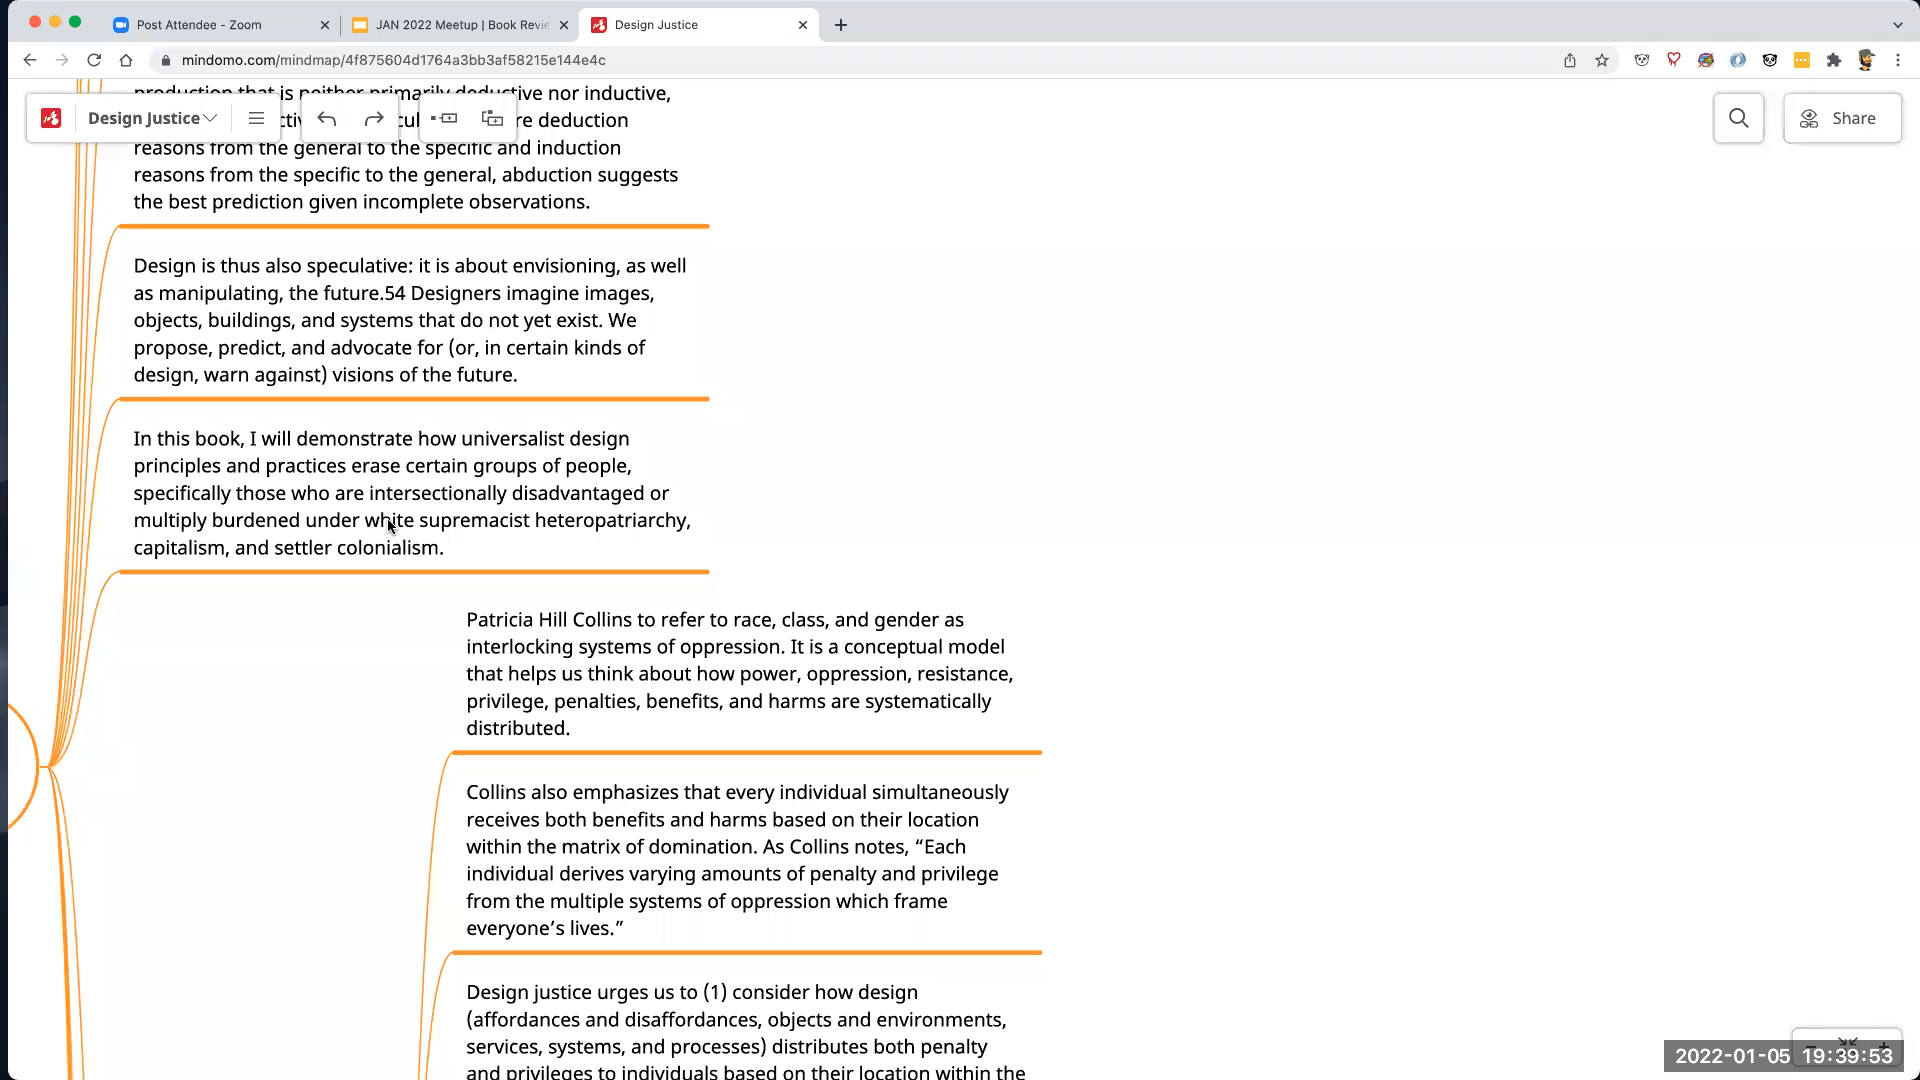 Post Attendee - Zoom
JAN 2022 Meetup | Book Revie
Design Justice
mindomo.com/mindmap/4f875604d1764a3bb3af58215e144e4c
Design Justice
Share
production that is neither primarily deductive nor inductive,
re deduction
reasons from the general to the specific and induction
reasons from the specific to the general, abduction suggests
the best prediction given incomplete observations.
Design is thus also speculative: it is about envisioning, as well
as manipulating, the future.54 Designers imagine images,
objects, buildings, and systems that do not yet exist. We
propose, predict, and advocate for (or, in certain kinds of
design, warn against) visions of the future.
In this book, I will demonstrate how universalist design
principles and practices erase certain groups of people,
specifically those who are intersectionally disadvantaged or
multiply burdened under white supremacist heteropatriarchy,
capitalism, and settler colonialism.
Patricia Hill Collins to refer to race, class, and gender as
interlocking systems of oppression. It is a conceptual model
that helps us think about how power, oppression, resistance,
privilege, penalties, benefits, and harms are systematically
distributed.
Collins also emphasizes that every individual simultaneously
receives both benefits and harms based on their location
within the matrix of domination. As Collins notes, “Each
individual derives varying amounts of penalty and privilege
from the multiple systems of oppression which frame
everyone’s lives.”
Design justice urges us to (1) consider how design
(affordances and disaffordances, objects and environments,
services, systems, and processes) distributes both penalty
and privileges to individuals based on their location within the
2022-01-05 19:39:53